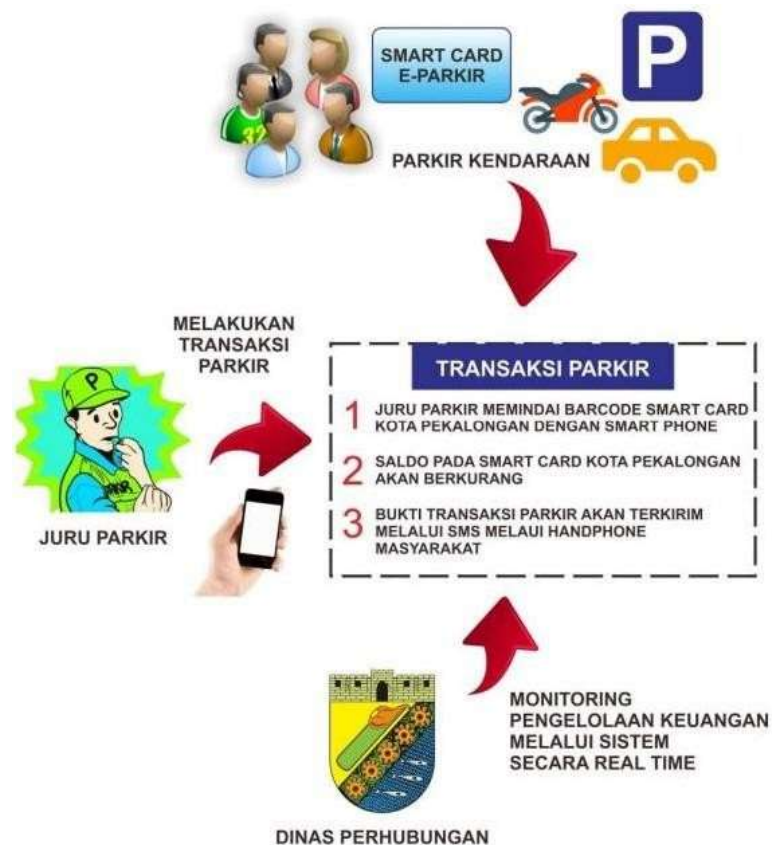 SMART CARD
E-PARKIR
P
32
PARKIR KENDARAAN
MELAKUKAN
TRANSAKSI
PARKIR
P
JURU PARKIR
TRANSAKSI PARKIR
1 JURU PARKIR MEMINDAI BARCODE SMART CARD
KOTA PEKALONGAN DENGAN SMART PHONE
2 SALDO PADA SMART CARD KOTA PEKALONGAN
AKAN BERKURANG
3 BUKTI TRANSAKSI PARKIR AKAN TERKIRIM
MELALUI SMS MELAUI HANDPHONE
MASYARAKAT
MONITORING
PENGELOLAAN KEUANGAN
MELALUI SISTEM
SECARA REAL TIME
DINAS PERHUBUNGAN